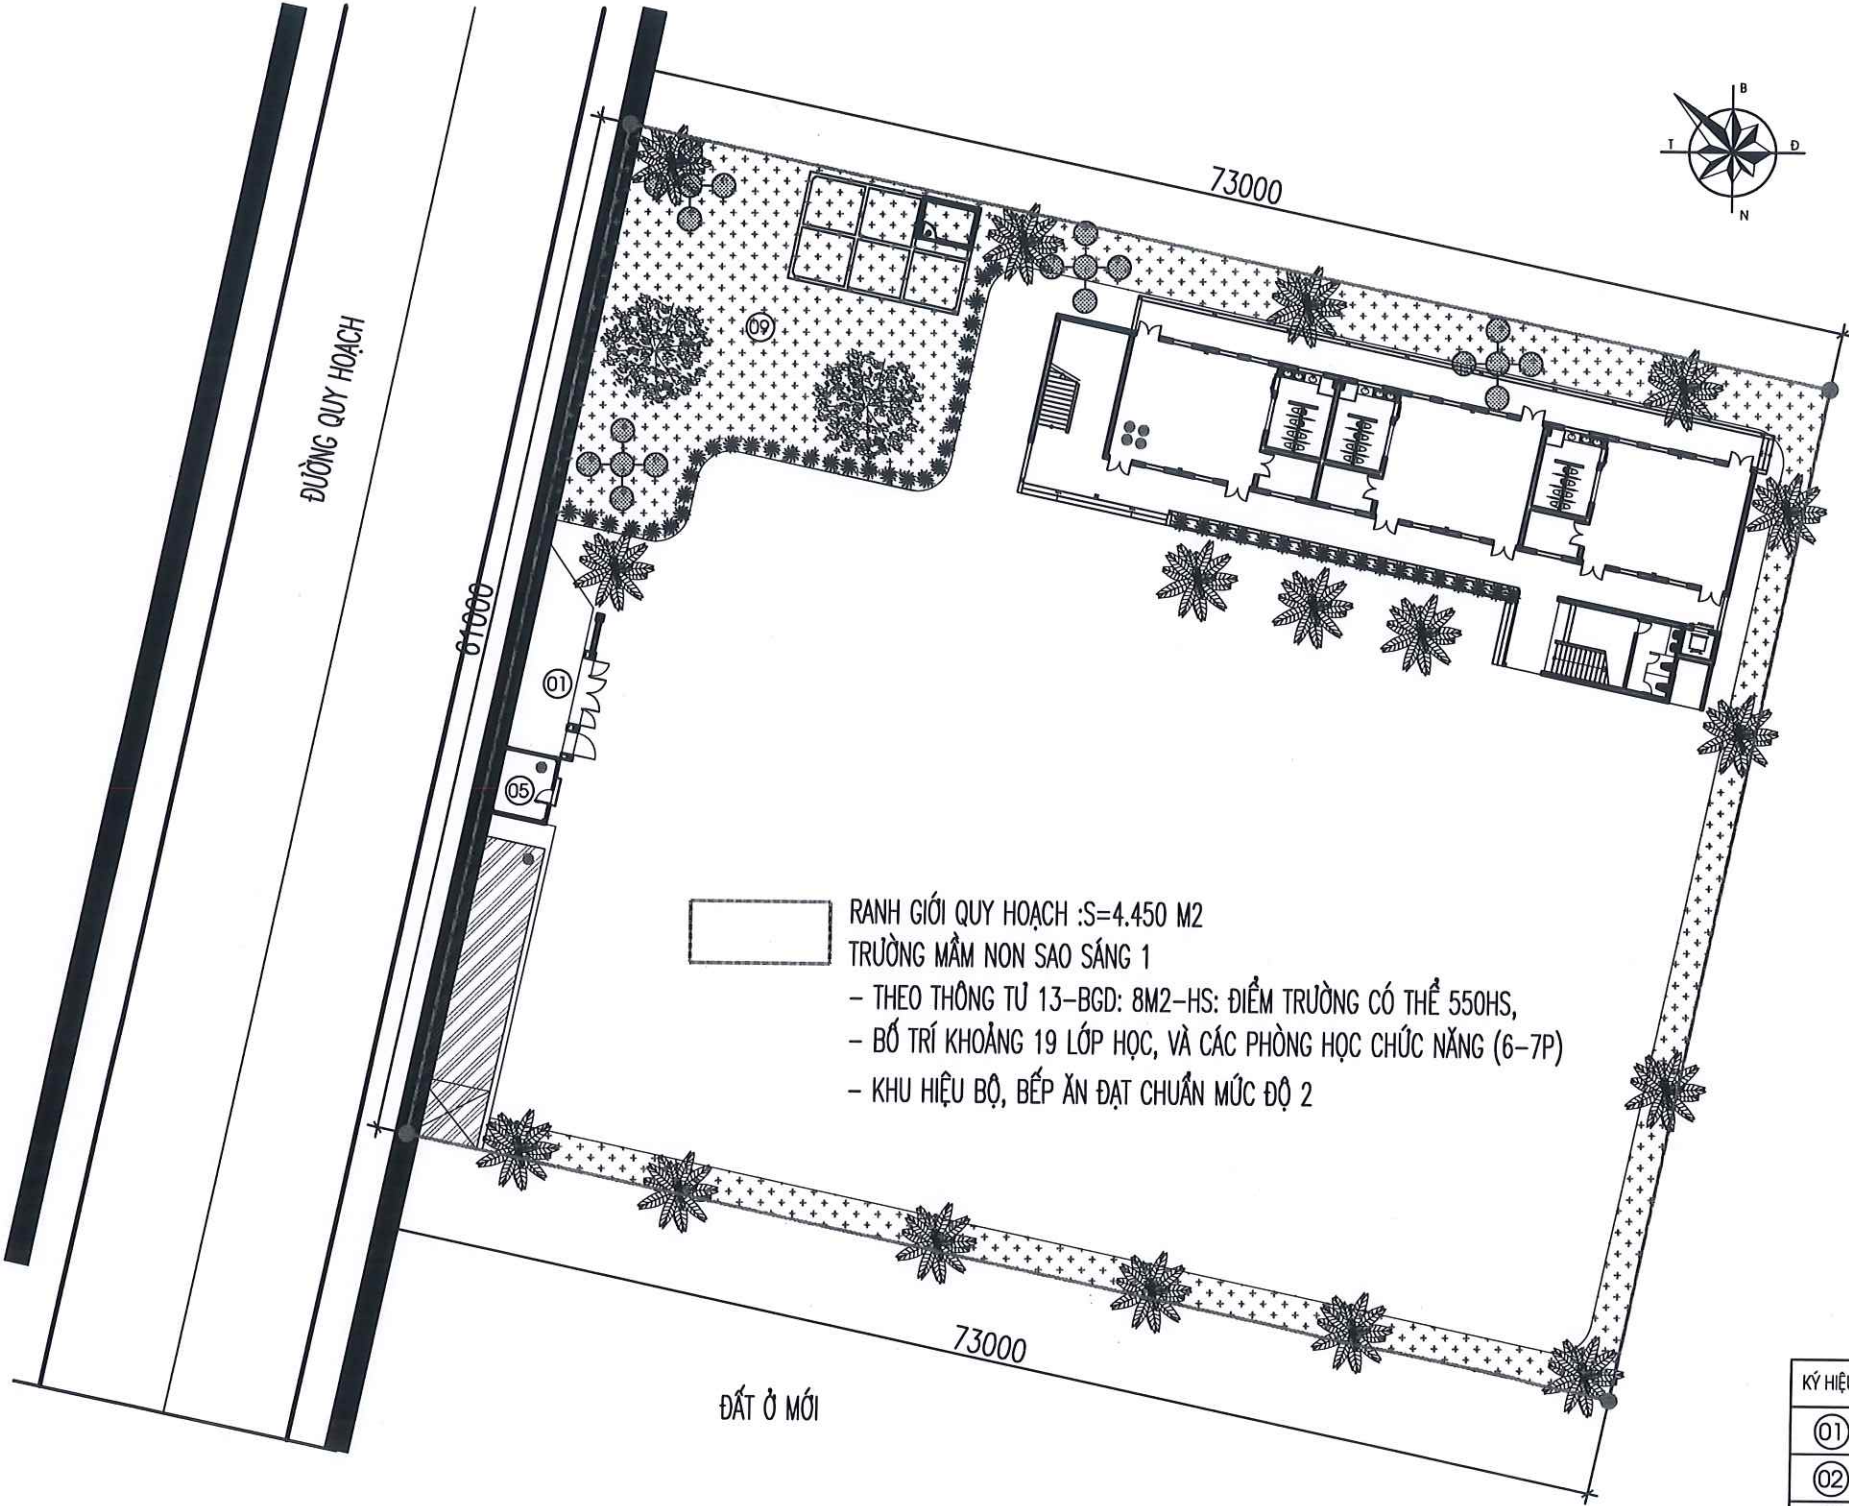 B
T
Đ
N
73000
ĐƯỜNG QUY HOẠCH
09
61000
01
05
RANH GIỚI QUY HOẠCH :S=4.450 M2
TRƯỜNG MẦM NON SAO SÁNG 1
– THEO THÔNG TƯ 13–BGD: 8M2–HS: ĐIỂM TRƯỜNG CÓ THỂ 550HS,
– BỐ TRÍ KHOẢNG 19 LỚP HỌC, VÀ CÁC PHÒNG HỌC CHỨC NĂNG (6–7P)
– KHU HIỆU BỘ, BẾP ĂN ĐẠT CHUẨN MỨC ĐỘ 2
73000
ĐẤT Ở MỚI
KÝ HIỆU
01
02